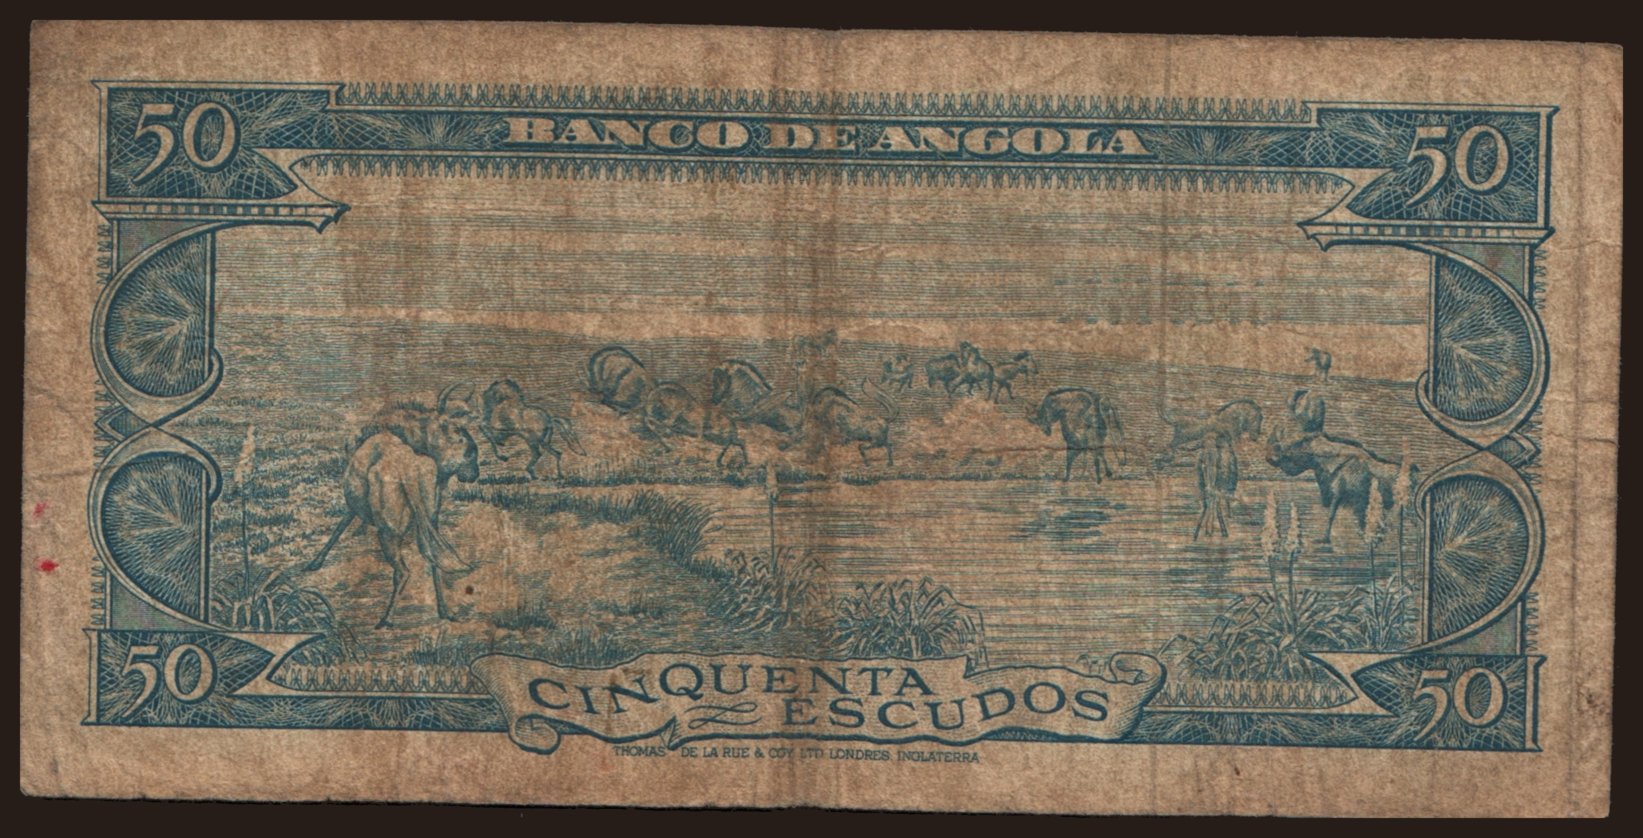 50 BANCO DE ANGOLA 50
50 CINQUENTA 50
ESCUDOS
THOMAS DE LA RUE & COY LTD LONDRES, INGLATERRA